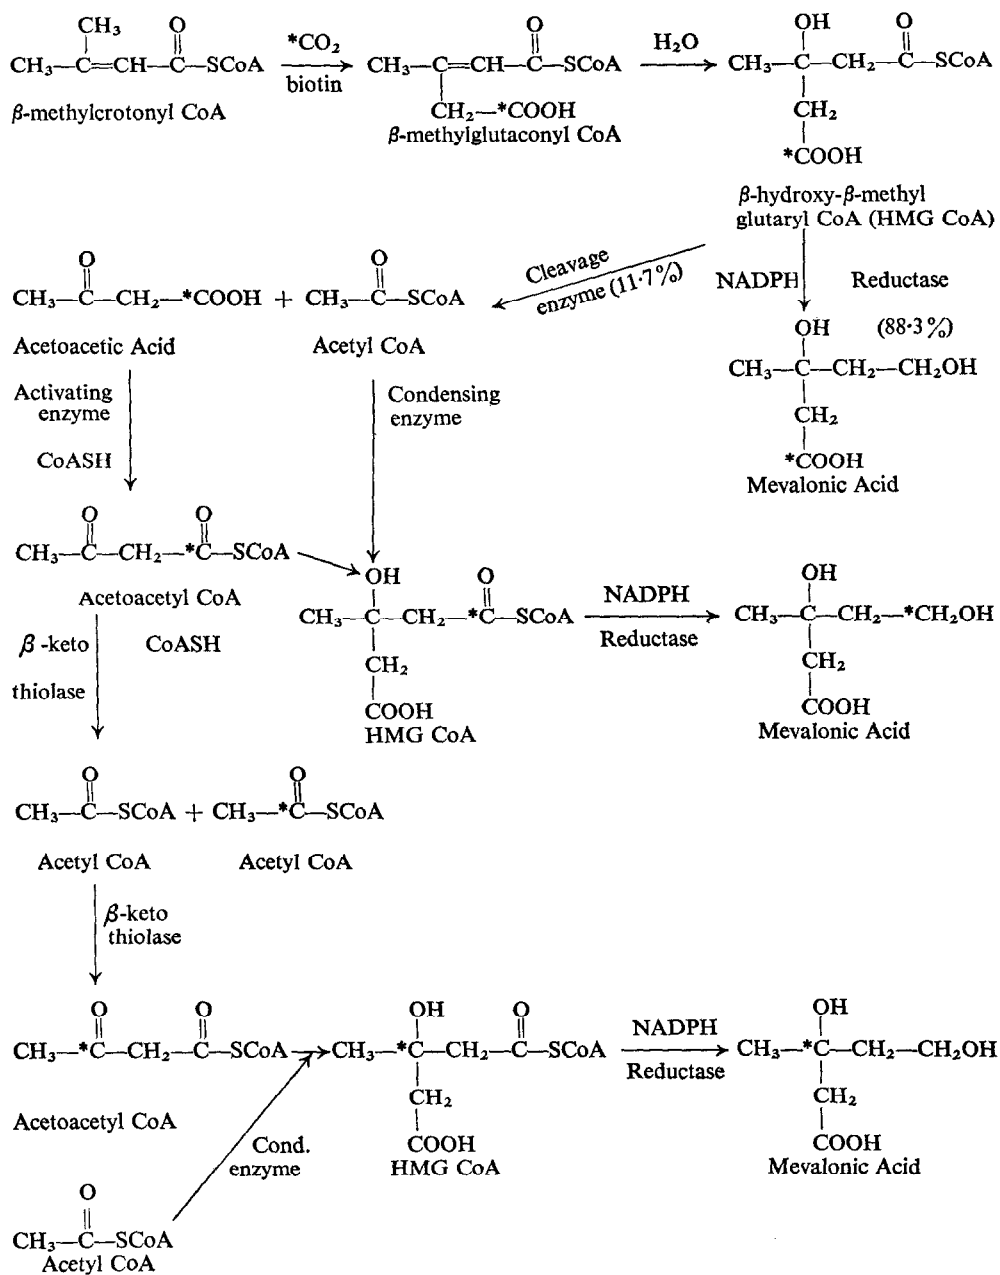 CH₃ O OH O
*CO₂ O H₂O
CH₃—C═CH—C—SCoA CH₃—C═CH—C—SCoA CH₃—C—CH₂—C—SCoA
biotin
β-methylcrotonyl CoA CH₂—*COOH CH₂
β-methylglutaconyl CoA
*COOH
β-hydroxy-β-methyl
glutaryl CoA (HMG CoA)
O O Cleavage
enzyme (11·7%) NADPH Reductase
CH₃—C—CH₂—*COOH + CH₃—C—SCoA
OH (88·3%)
Acetoacetic Acid Acetyl CoA
CH₃—C—CH₂—CH₂OH
Activating Condensing
enzyme enzyme CH₂
CoASH *COOH
Mevalonic Acid
O O
CH₃—C—CH₂—*C—SCoA
OH O OH
Acetoacetyl CoA NADPH
CH₃—C—CH₂—*C—SCoA CH₃—C—CH₂—*CH₂OH
β-keto CoASH Reductase
CH₂ CH₂
thiolase
COOH COOH
HMG CoA Mevalonic Acid
O O
CH₃—C—SCoA + CH₃—*C—SCoA
Acetyl CoA Acetyl CoA
β-keto
thiolase
O O OH O OH
NADPH
CH₃—*C—CH₂—C—SCoA CH₃—*C—CH₂—C—SCoA CH₃—*C—CH₂—CH₂OH
Reductase
CH₂ CH₂
Acetoacetyl CoA
Cond. COOH COOH
enzyme HMG CoA Mevalonic Acid
O
CH₃—C—SCoA
Acetyl CoA